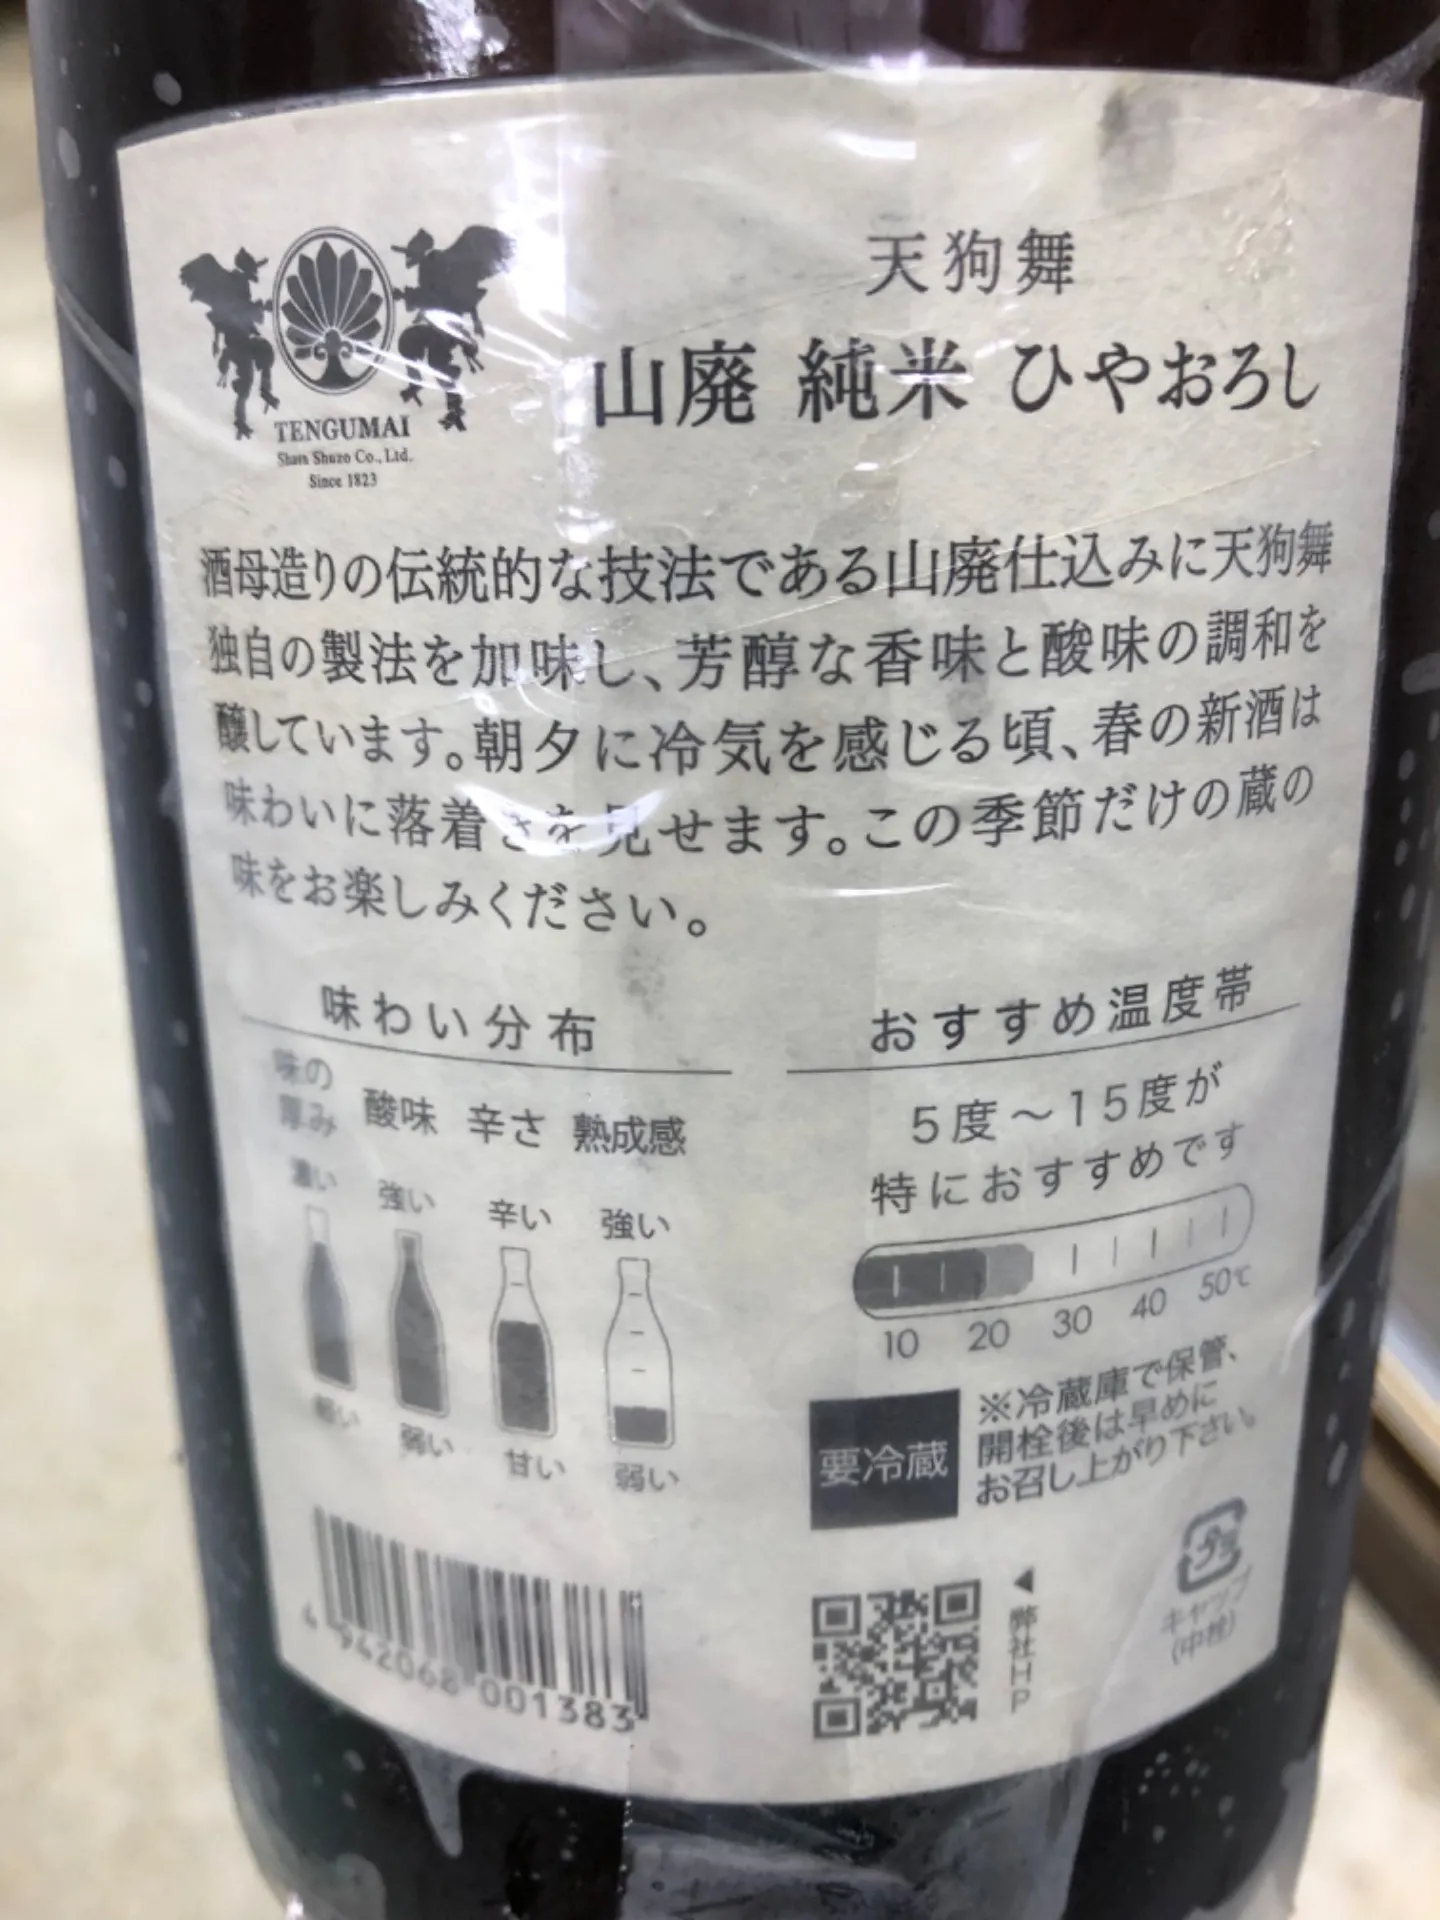 天狗舞
山廃 純米 ひやおろし
TENGUMAI
Shata Shuzo Co., Ltd.
Since 1823
酒母造りの伝統的な技法である山廃仕込みに天狗舞
独自の製法を加味し、芳醇な香味と酸味の調和を
醸しています。朝夕に冷気を感じる頃、春の新酒は
味わいに落着きを見せます。この季節だけの蔵の
味をお楽しみください。
味わい分布
味の
厚み
酸味 辛さ 熟成感
濃い 強い 辛い 強い
軽い 弱い 甘い 弱い
おすすめ温度帯
5度～15度が
特におすすめです
10 20 30 40 50℃
要冷蔵
※冷蔵庫で保管、
開栓後は早めに
お召し上がり下さい。
4 942068 001383
◀弊社HP
プラ
キャップ
(中栓)